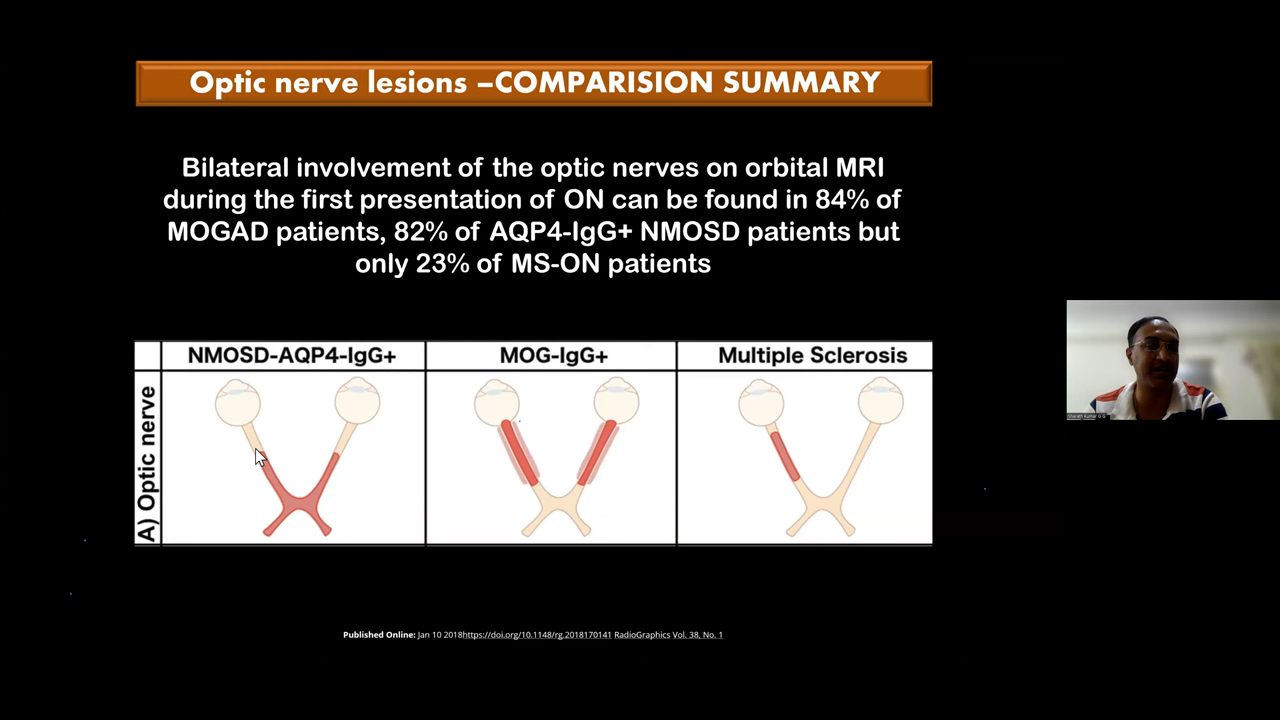 Optic nerve lesions –COMPARISION SUMMARY
Bilateral involvement of the optic nerves on orbital MRI
during the first presentation of ON can be found in 84% of
MOGAD patients, 82% of AQP4-IgG+ NMOSD patients but
only 23% of MS-ON patients
NMOSD-AQP4-IgG+
MOG-IgG+
Multiple Sclerosis
A) Optic nerve
Sharath Kumar G G
Published Online: Jan 10 2018https://doi.org/10.1148/rg.2018170141 RadioGraphics Vol. 38, No. 1